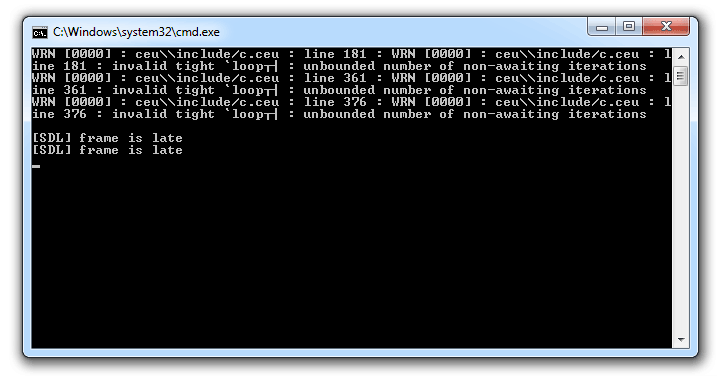 C:\Windows\system32\cmd.exe
WRN [0000] : ceu\\include/c.ceu : line 181 : WRN [0000] : ceu\\include/c.ceu : l
ine 181 : invalid tight `loop┬┤ : unbounded number of non-awaiting iterations
WRN [0000] : ceu\\include/c.ceu : line 361 : WRN [0000] : ceu\\include/c.ceu : l
ine 361 : invalid tight `loop┬┤ : unbounded number of non-awaiting iterations
WRN [0000] : ceu\\include/c.ceu : line 376 : WRN [0000] : ceu\\include/c.ceu : l
ine 376 : invalid tight `loop┬┤ : unbounded number of non-awaiting iterations
[SDL] frame is late
[SDL] frame is late